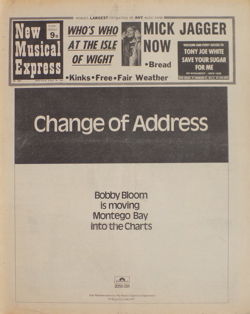 New
Musical
Express
9D
WHO'S WHO
AT THE ISLE
OF WIGHT
MICK JAGGER
NOW
•Bread
•Kinks•Free•Fair Weather
TONY JOE WHITE
SAVE YOUR SUGAR
FOR ME
Change of Address
Bobby Bloom
is moving
Montego Bay
into the Charts